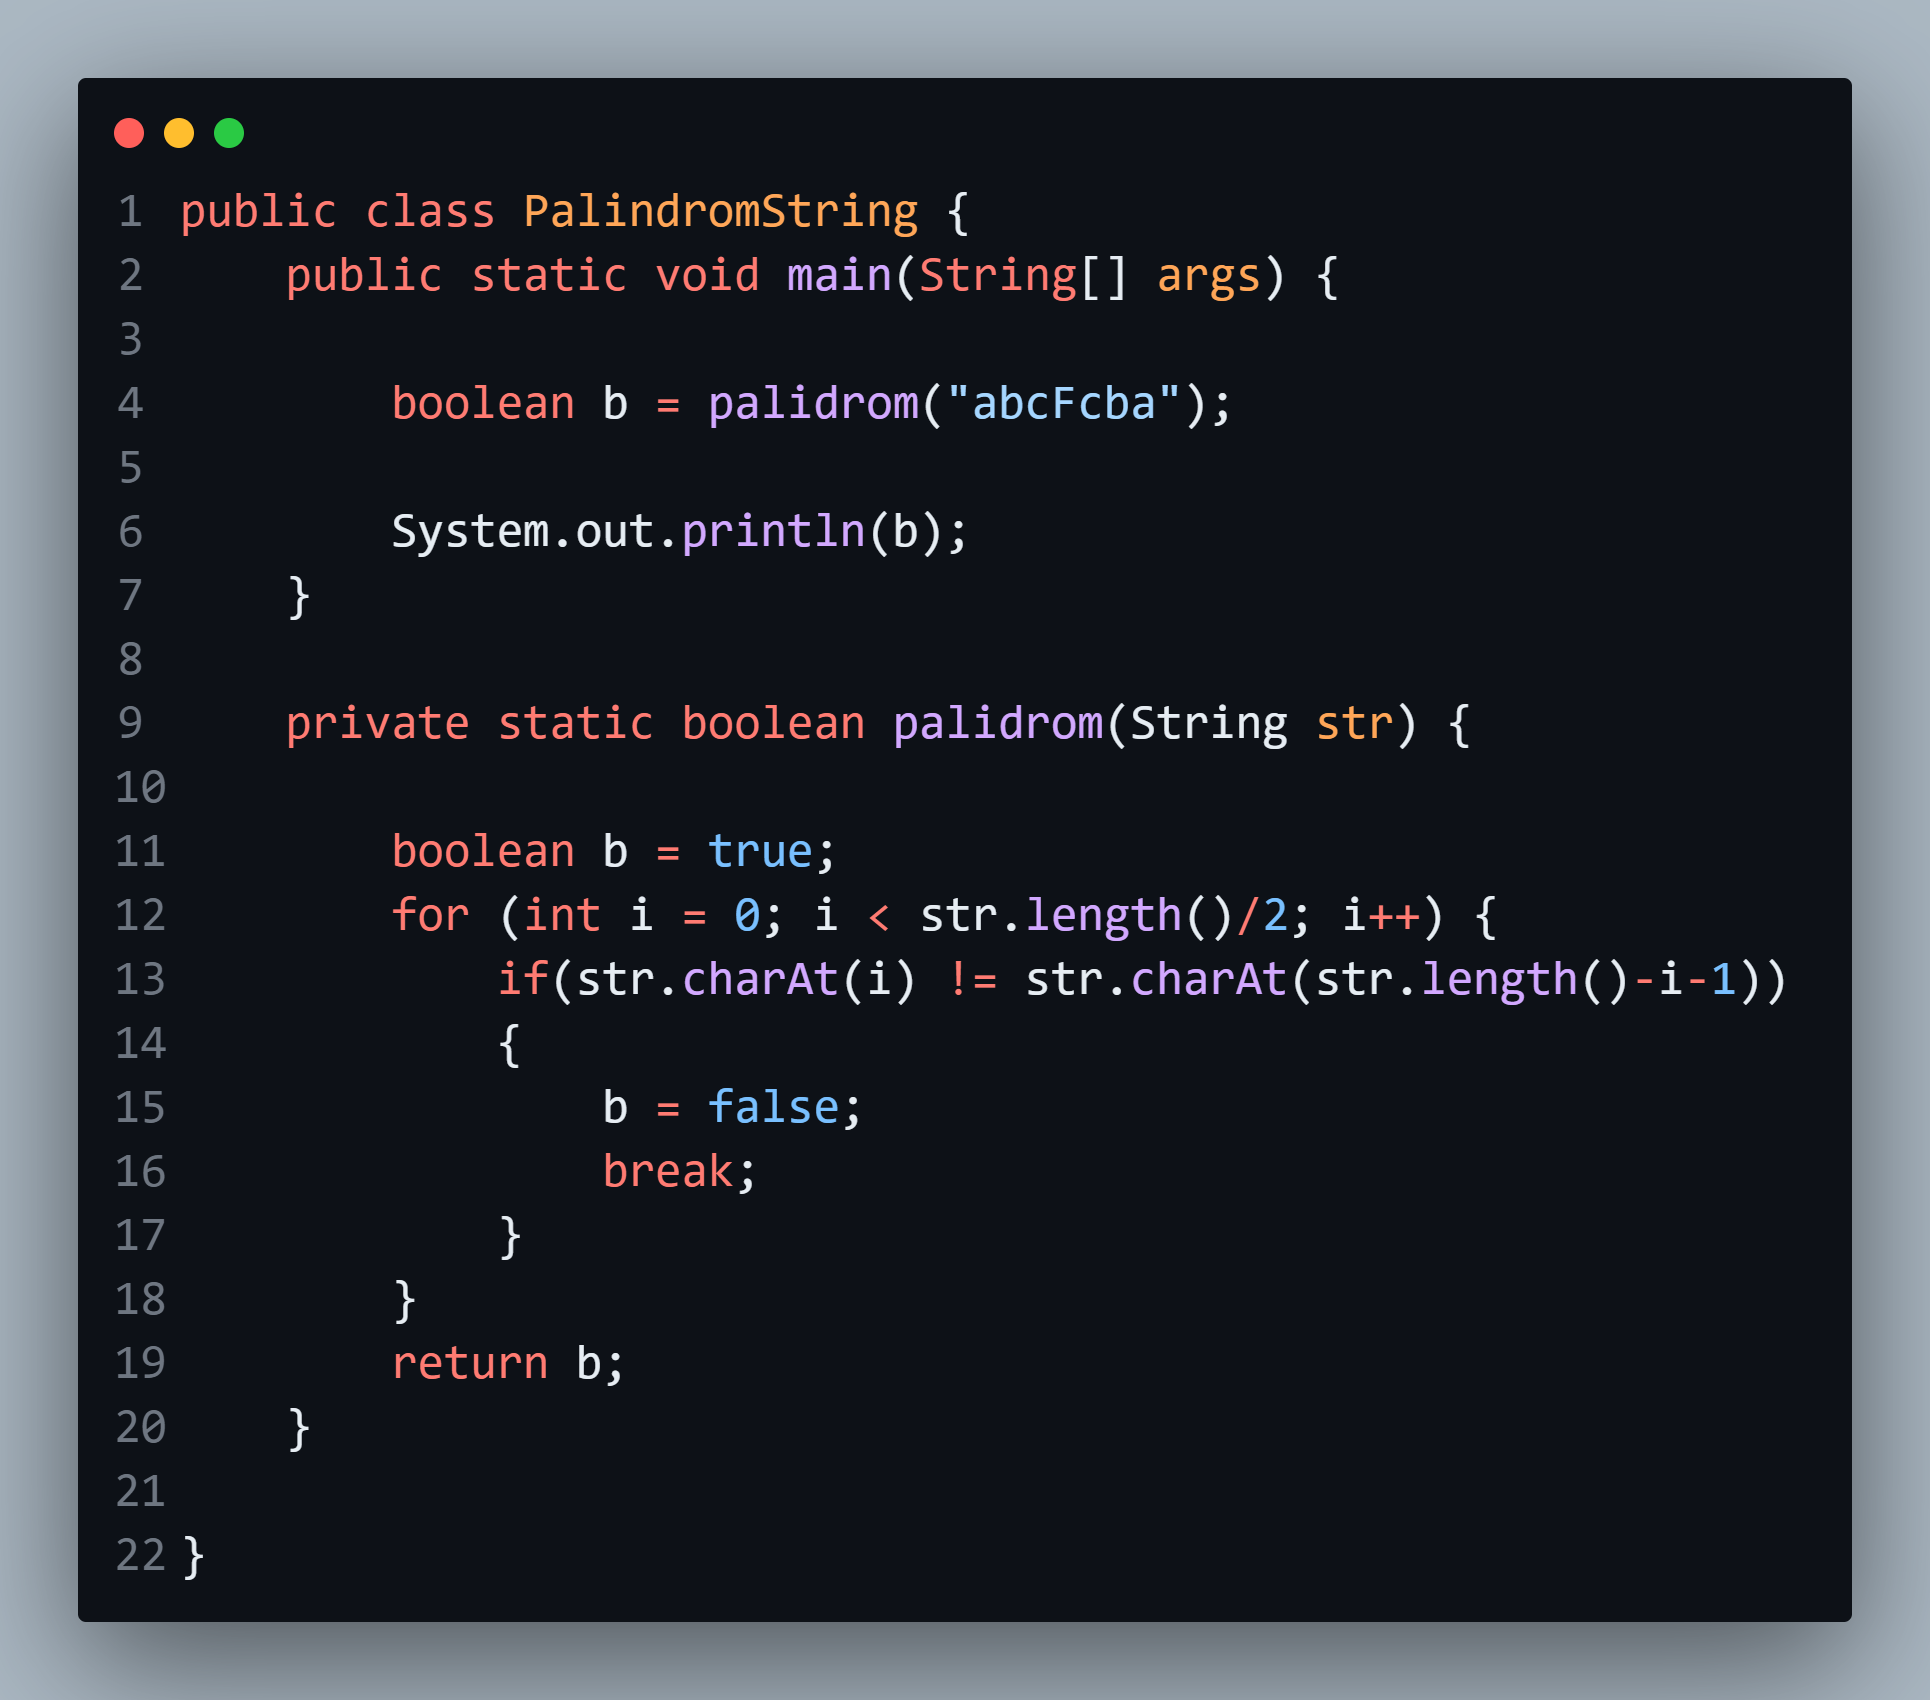 1 public class PalindromString {
2     public static void main(String[] args) {
3
4         boolean b = palidrom("abcFcba");
5
6         System.out.println(b);
7     }
8
9     private static boolean palidrom(String str) {
10
11         boolean b = true;
12         for (int i = 0; i < str.length()/2; i++) {
13             if(str.charAt(i) != str.charAt(str.length()-i-1))
14             {
15                 b = false;
16                 break;
17             }
18         }
19         return b;
20     }
21
22 }